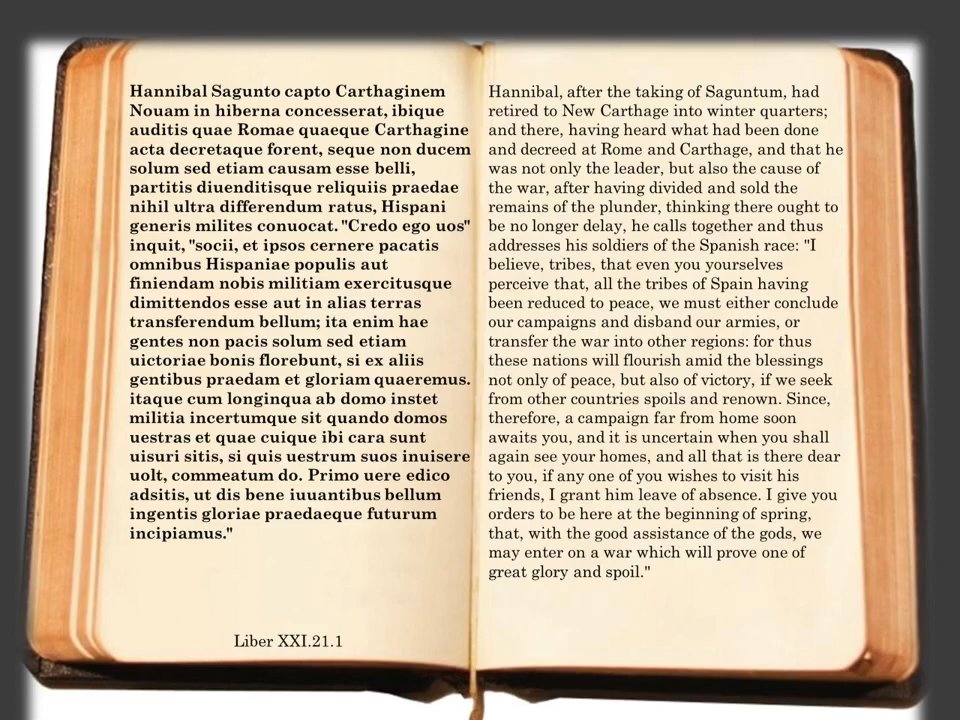 Hannibal Sagunto capto Carthaginem
Nouam in hiberna concesserat, ibique
auditis quae Romae quaeque Carthagine
acta decretaque forent, seque non ducem
solum sed etiam causam esse belli,
partitis diuenditisque reliquiis praedae
nihil ultra differendum ratus, Hispani
generis milites conuocat. "Credo ego uos"
inquit, "socii, et ipsos cernere pacatis
omnibus Hispaniae populis aut
finiendam nobis militiam exercitusque
dimittendos esse aut in alias terras
transferendum bellum; ita enim hae
gentes non pacis solum sed etiam
uictoriae bonis florebunt, si ex aliis
gentibus praedam et gloriam quaeremus.
itaque cum longinqua ab domo instet
militia incertumque sit quando domos
uestras et quae cuique ibi cara sunt
uisuri sitis, si quis uestrum suos inuisere
uolt, commeatum do. Primo uere edico
adsitis, ut dis bene iuuantibus bellum
ingentis gloriae praedaeque futurum
incipiamus."
Liber XXI.21.1
Hannibal, after the taking of Saguntum, had
retired to New Carthage into winter quarters;
and there, having heard what had been done
and decreed at Rome and Carthage, and that he
was not only the leader, but also the cause of
the war, after having divided and sold the
remains of the plunder, thinking there ought to
be no longer delay, he calls together and thus
addresses his soldiers of the Spanish race: "I
believe, tribes, that even you yourselves
perceive that, all the tribes of Spain having
been reduced to peace, we must either conclude
our campaigns and disband our armies, or
transfer the war into other regions: for thus
these nations will flourish amid the blessings
not only of peace, but also of victory, if we seek
from other countries spoils and renown. Since,
therefore, a campaign far from home soon
awaits you, and it is uncertain when you shall
again see your homes, and all that is there dear
to you, if any one of you wishes to visit his
friends, I grant him leave of absence. I give you
orders to be here at the beginning of spring,
that, with the good assistance of the gods, we
may enter on a war which will prove one of
great glory and spoil."